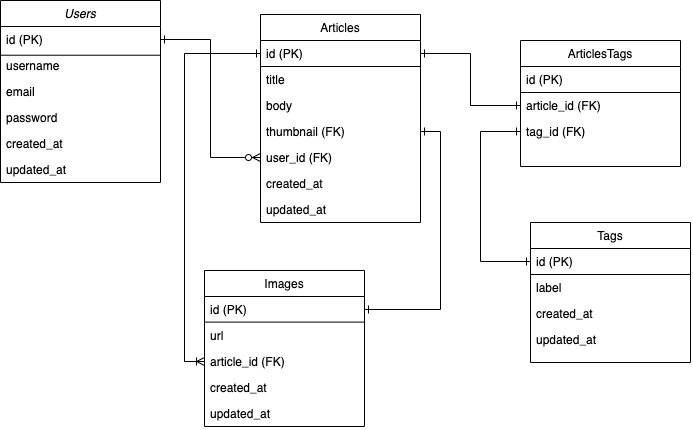 Users
id (PK)
username
email
password
created_at
updated_at
Articles
id (PK)
title
body
thumbnail (FK)
user_id (FK)
created_at
updated_at
ArticlesTags
id (PK)
article_id (FK)
tag_id (FK)
Images
id (PK)
url
article_id (FK)
created_at
updated_at
Tags
id (PK)
label
created_at
updated_at